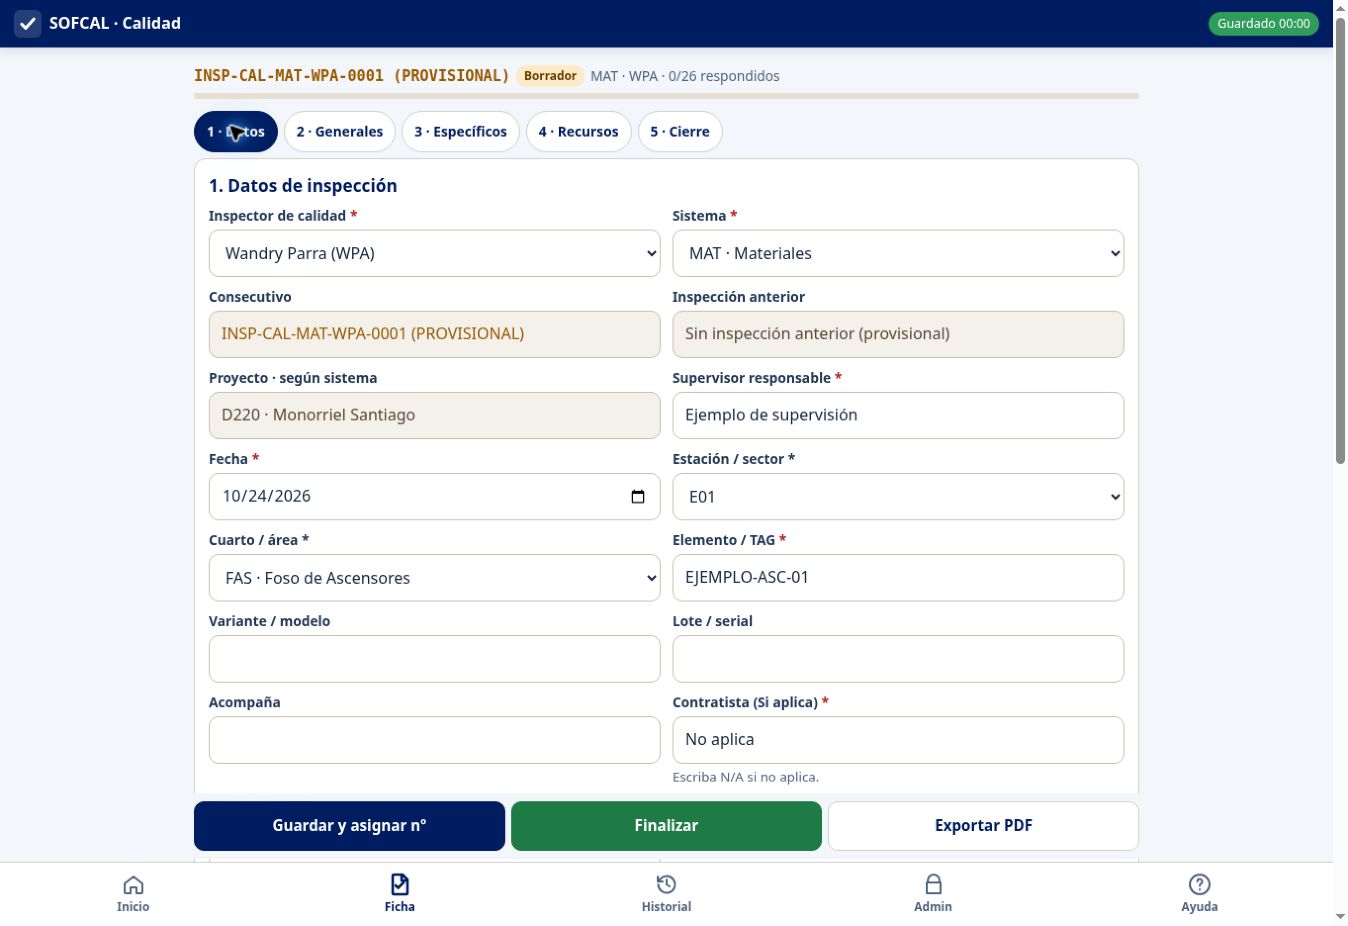 SOFCAL · Calidad
Guardado 00:00
INSP-CAL-MAT-WPA-0001 (PROVISIONAL) Borrador MAT · WPA · 0/26 respondidos
1 · Datos 2 · Generales 3 · Específicos 4 · Recursos 5 · Cierre
1. Datos de inspección
Inspector de calidad * Sistema *
Wandry Parra (WPA) MAT · Materiales
Consecutivo Inspección anterior
INSP-CAL-MAT-WPA-0001 (PROVISIONAL) Sin inspección anterior (provisional)
Proyecto · según sistema Supervisor responsable *
D220 · Monorriel Santiago Ejemplo de supervisión
Fecha * Estación / sector *
10/24/2026 E01
Cuarto / área * Elemento / TAG *
FAS · Foso de Ascensores EJEMPLO-ASC-01
Variante / modelo Lote / serial
Acompaña Contratista (Si aplica) *
No aplica
Escriba N/A si no aplica.
Guardar y asignar nº Finalizar Exportar PDF
Inicio Ficha Historial Admin Ayuda